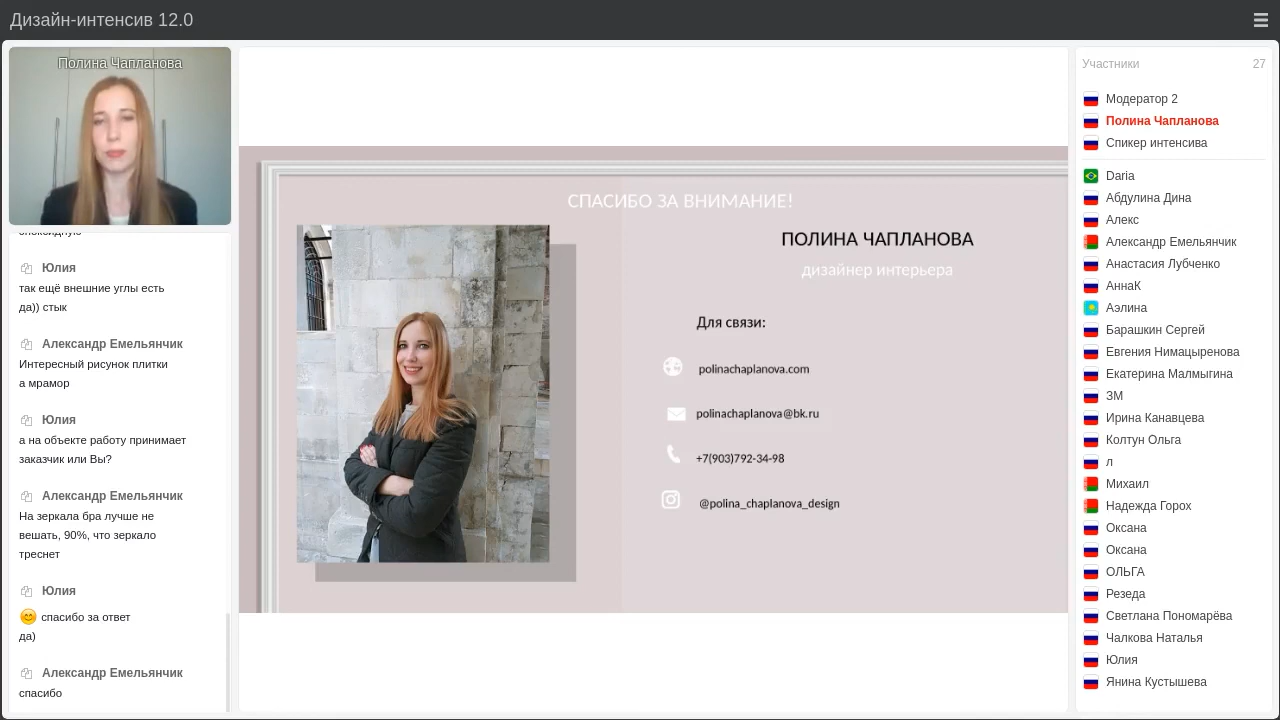 Дизайн-интенсив 12.0
Полина Чапланова
Юлия
так ещё внешние углы есть
да)) стык
Александр Емельянчик
Интересный рисунок плитки
а мрамор
Юлия
а на объекте работу принимает
заказчик или Вы?
Александр Емельянчик
На зеркала бра лучше не
вешать, 90%, что зеркало
треснет
Юлия
спасибо за ответ
да)
Александр Емельянчик
спасибо
СПАСИБО ЗА ВНИМАНИЕ!
ПОЛИНА ЧАПЛАНОВА
дизайнер интерьера
Для связи:
polinachaplanova.com
polinachaplanova@bk.ru
+7(903)792-34-98
@polina_chaplanova_design
Участники 27
Модератор 2
Полина Чапланова
Спикер интенсива
Daria
Абдулина Дина
Алекс
Александр Емельянчик
Анастасия Лубченко
АннаК
Аэлина
Барашкин Сергей
Евгения Нимацыренова
Екатерина Малмыгина
ЗМ
Ирина Канавцева
Колтун Ольга
л
Михаил
Надежда Горох
Оксана
Оксана
ОЛЬГА
Резеда
Светлана Пономарёва
Чалкова Наталья
Юлия
Янина Кустышева